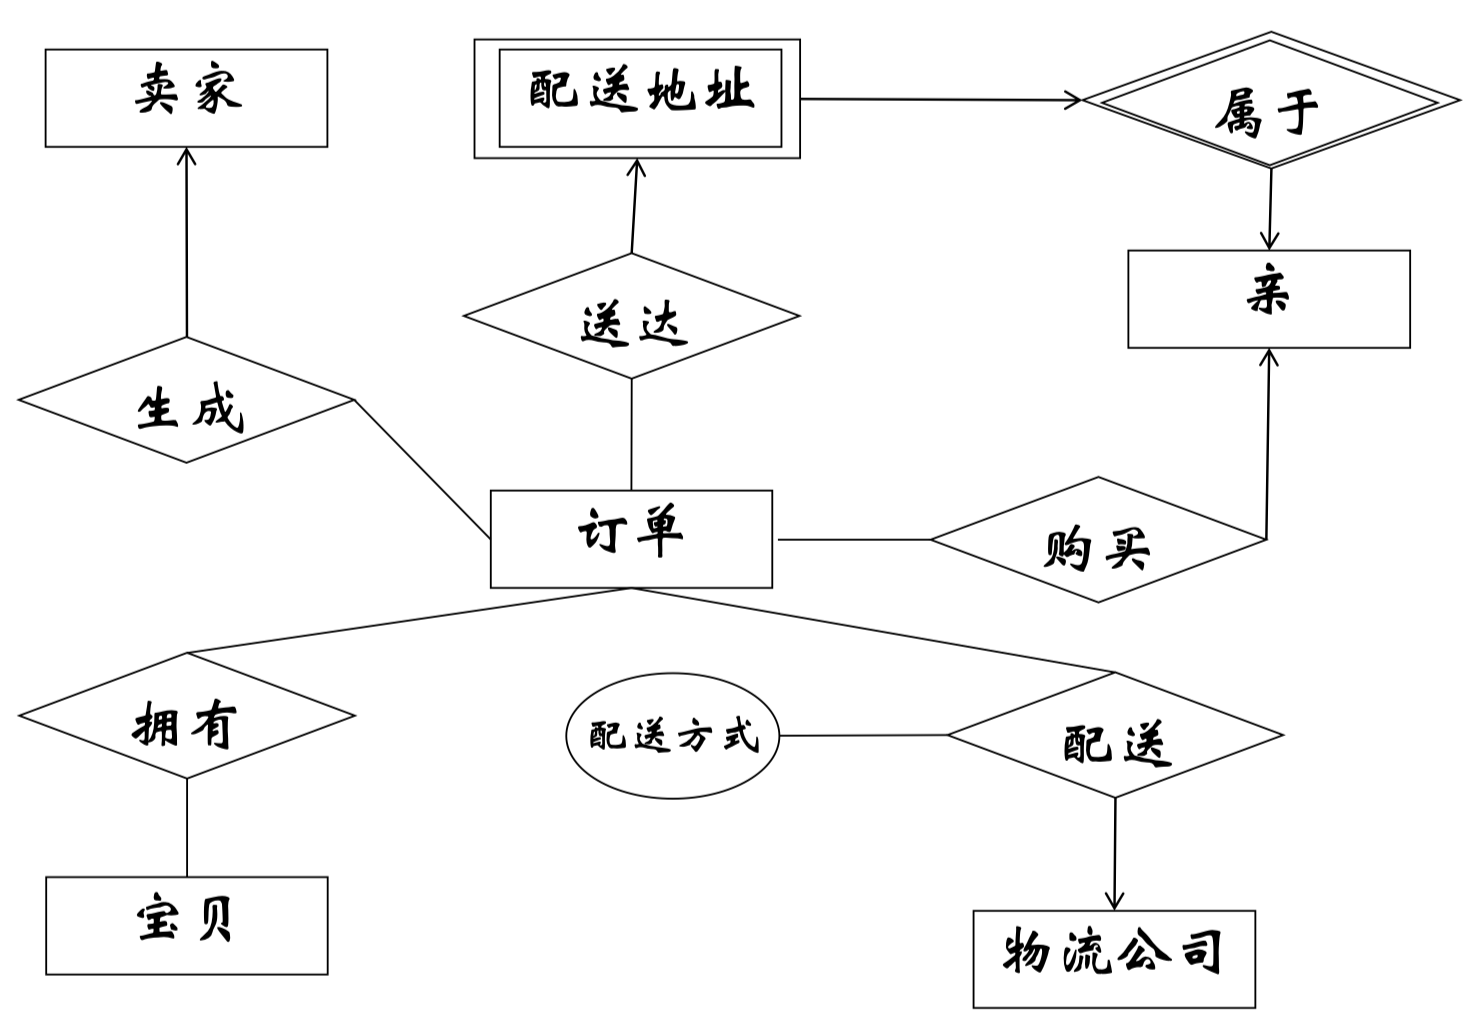 卖家
配送地址
属于
亲
送达
生成
订单
购买
拥有
配送方式
配送
宝贝
物流公司